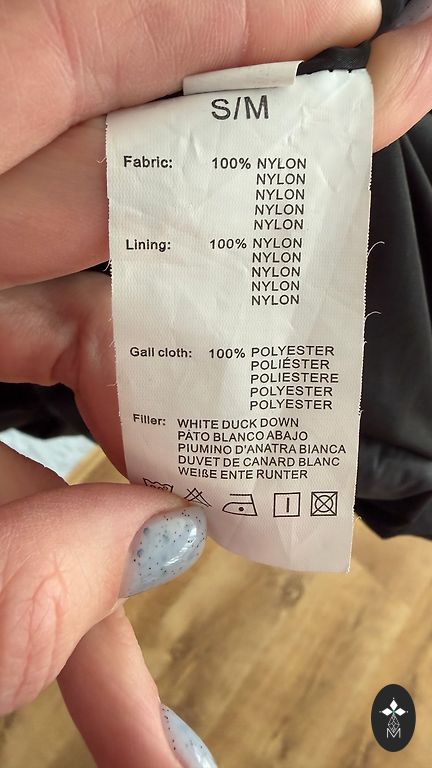 S/M
Fabric: 100% NYLON
NYLON
NYLON
NYLON
NYLON
Lining: 100% NYLON
NYLON
NYLON
NYLON
NYLON
Gall cloth: 100% POLYESTER
POLIÉSTER
POLIESTERE
POLYESTER
POLYESTER
Filler: WHITE DUCK DOWN
PATO BLANCO ABAJO
PIUMINO D'ANATRA BIANCA
DUVET DE CANARD BLANC
WEIßE ENTE RUNTER
M